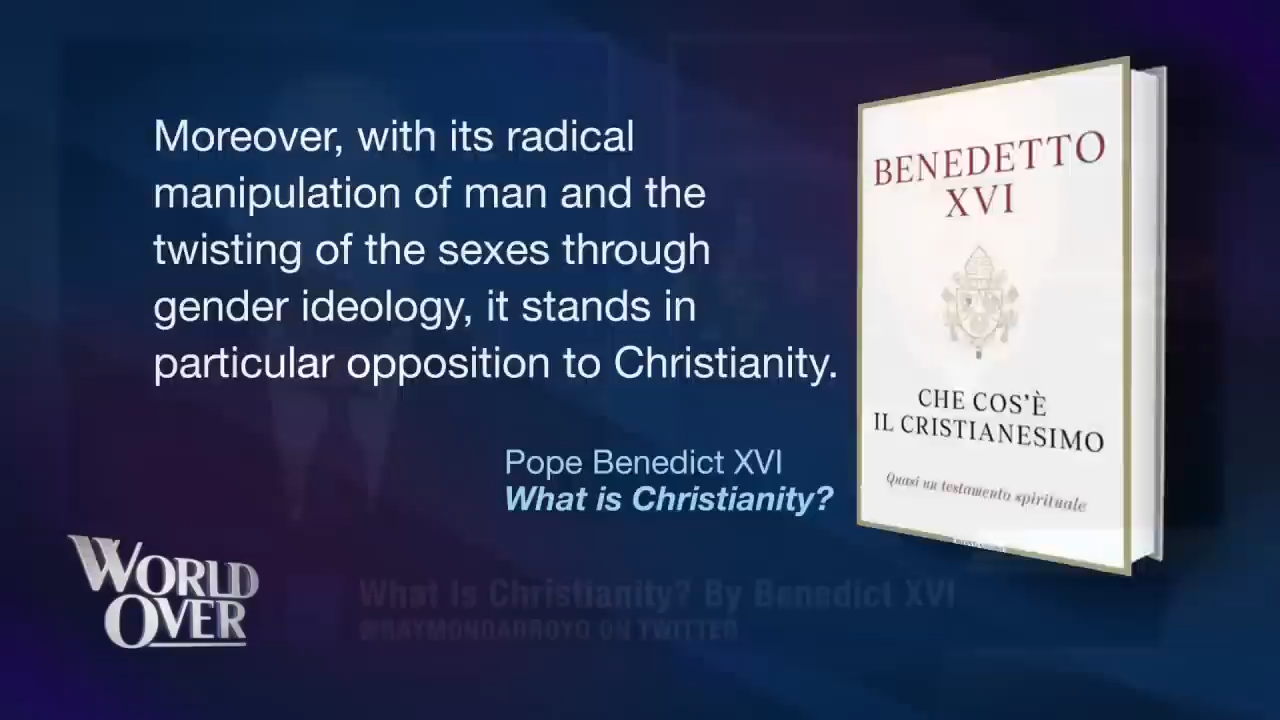 Moreover, with its radical
manipulation of man and the
twisting of the sexes through
gender ideology, it stands in
particular opposition to Christianity.
Pope Benedict XVI
What is Christianity?
BENEDETTO
XVI
CHE COS'È
IL CRISTIANESIMO
Quasi un testamento spirituale
WORLD
OVER
What Is Christianity? By Benedict XVI
@RAYMONDARROYO ON TWITTER